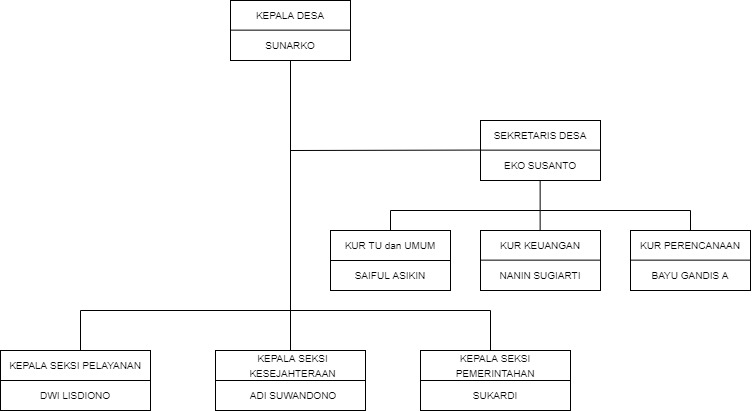 KEPALA DESA
SUNARKO
SEKRETARIS DESA
EKO SUSANTO
KUR TU dan UMUM
SAIFUL ASIKIN
KUR KEUANGAN
NANIN SUGIARTI
KUR PERENCANAAN
BAYU GANDIS A
KEPALA SEKSI PELAYANAN
DWI LISDIONO
KEPALA SEKSI
KESEJAHTERAAN
ADI SUWANDONO
KEPALA SEKSI
PEMERINTAHAN
SUKARDI